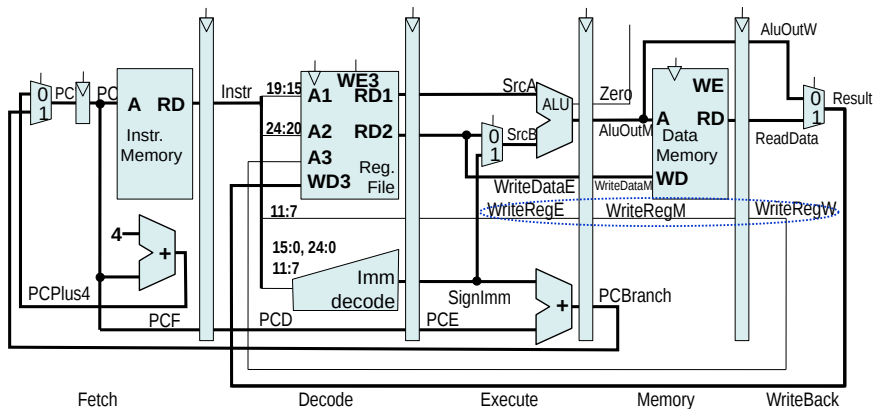 AluOutW
0
1
PC
PC
A RD
Instr.
Memory
Instr
19:15
WE3
A1 RD1
24:20
A2 RD2
A3
Reg.
File
WD3
SrcA
ALU
Zero
0
1
SrcB
AluOutM
WE
A RD
Data
Memory
WD
ReadData
0
1
Result
WriteDataE
WriteDataM
11:7
WriteRegE
WriteRegM
WriteRegW
4
+
15:0, 24:0
11:7
Imm
decode
SignImm
+
PCBranch
PCPlus4
PCF
PCD
PCE
Fetch
Decode
Execute
Memory
WriteBack